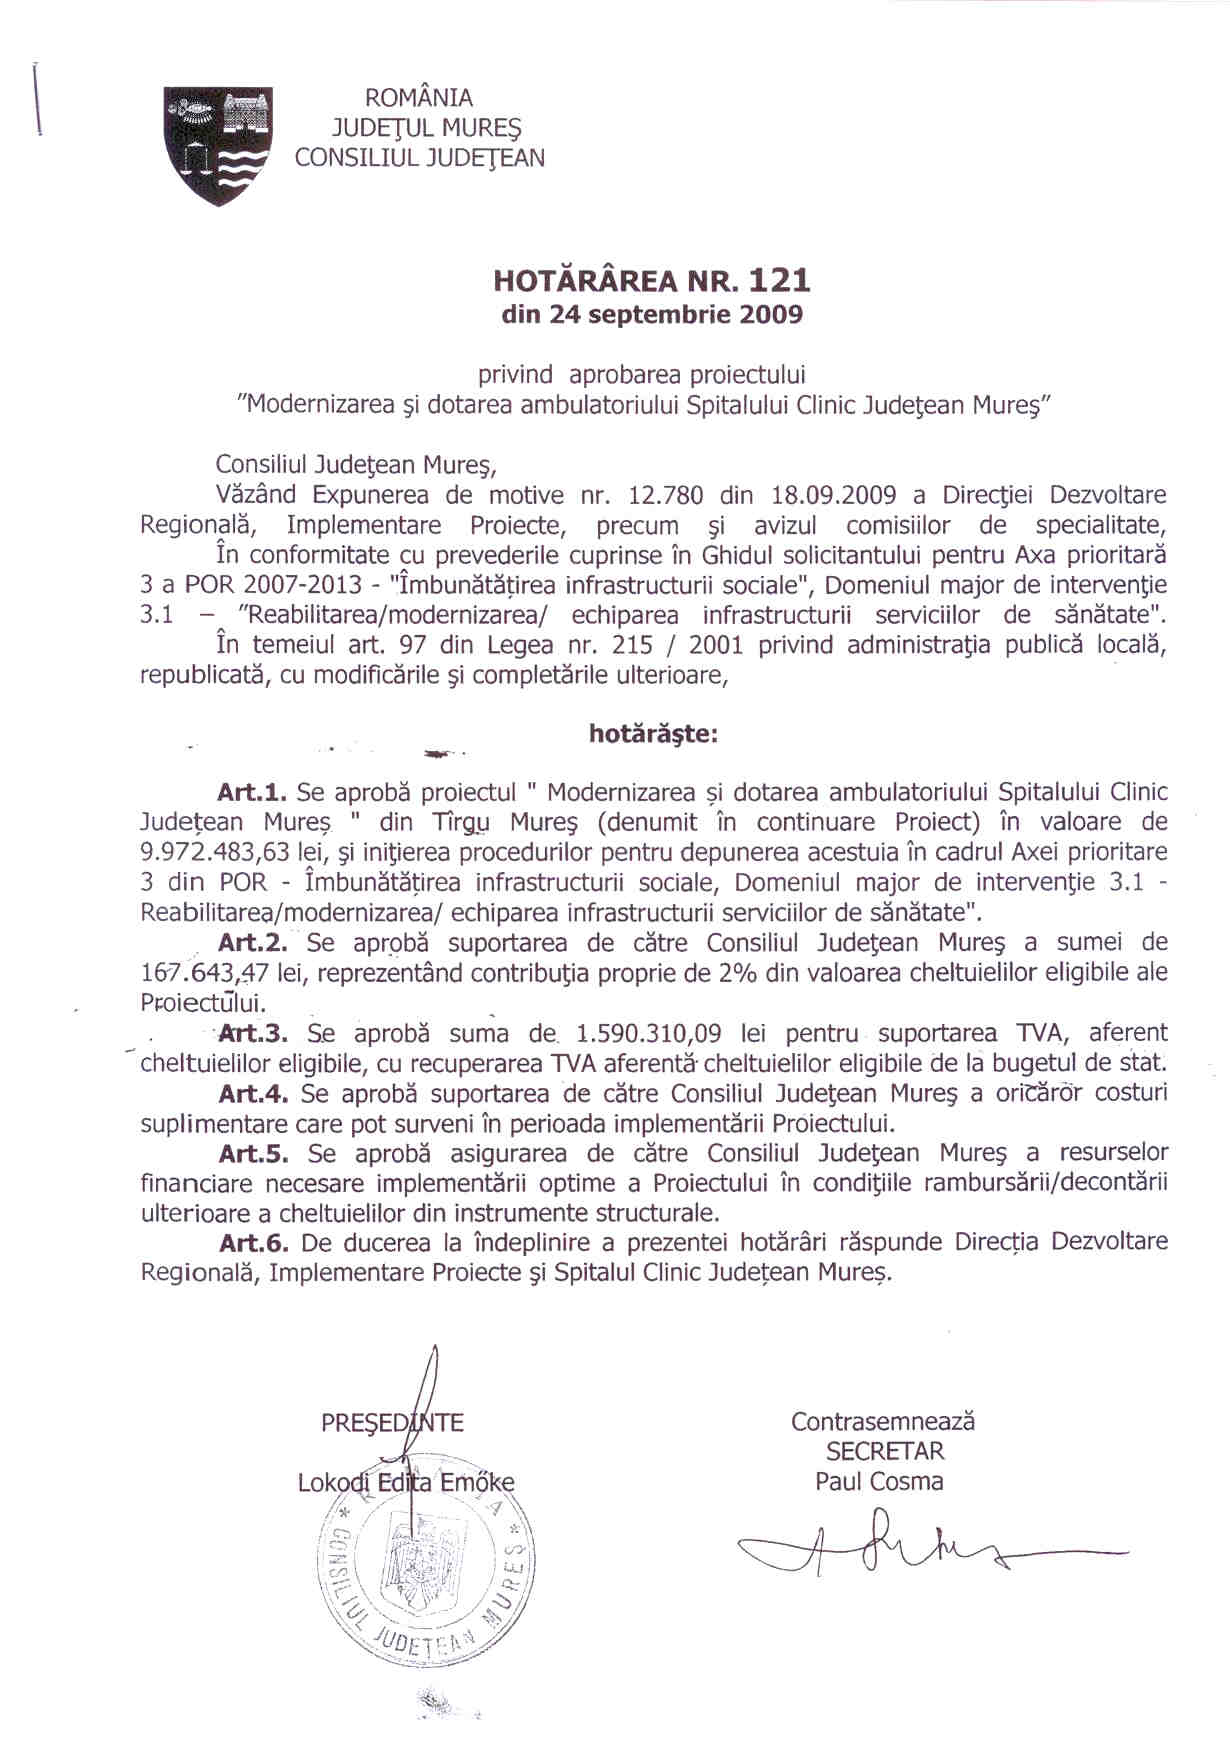 ROMÂNIA
JUDEŢUL MUREŞ
CONSILIUL JUDEŢEAN
HOTĂRÂREA NR. 121
din 24 septembrie 2009
privind aprobarea proiectului
"Modernizarea şi dotarea ambulatoriului Spitalului Clinic Judeţean Mureş"
Consiliul Judeţean Mureş,
Văzând Expunerea de motive nr. 12.780 din 18.09.2009 a Direcţiei Dezvoltare
Regională, Implementare Proiecte, precum şi avizul comisiilor de specialitate,
În conformitate cu prevederile cuprinse în Ghidul solicitantului pentru Axa prioritară
3 a POR 2007-2013 - "Îmbunătăţirea infrastructurii sociale", Domeniul major de intervenţie
3.1 – "Reabilitarea/modernizarea/ echiparea infrastructurii serviciilor de sănătate".
În temeiul art. 97 din Legea nr. 215 / 2001 privind administraţia publică locală,
republicată, cu modificările şi completările ulterioare,
hotărăşte:
Art.1. Se aprobă proiectul " Modernizarea şi dotarea ambulatoriului Spitalului Clinic
Judeţean Mureş " din Tîrgu Mureş (denumit în continuare Proiect) în valoare de
9.972.483,63 lei, şi iniţierea procedurilor pentru depunerea acestuia în cadrul Axei prioritare
3 din POR - Îmbunătăţirea infrastructurii sociale, Domeniul major de intervenţie 3.1 -
Reabilitarea/modernizarea/ echiparea infrastructurii serviciilor de sănătate".
Art.2. Se aprobă suportarea de către Consiliul Judeţean Mureş a sumei de
167.643,47 lei, reprezentând contribuţia proprie de 2% din valoarea cheltuielilor eligibile ale
Proiectului.
Art.3. Se aprobă suma de 1.590.310,09 lei pentru suportarea TVA, aferent
cheltuielilor eligibile, cu recuperarea TVA aferentă cheltuielilor eligibile de la bugetul de stat.
Art.4. Se aprobă suportarea de către Consiliul Judeţean Mureş a oricăror costuri
suplimentare care pot surveni în perioada implementării Proiectului.
Art.5. Se aprobă asigurarea de către Consiliul Judeţean Mureş a resurselor
financiare necesare implementării optime a Proiectului în condiţiile rambursării/decontării
ulterioare a cheltuielilor din instrumente structurale.
Art.6. De ducerea la îndeplinire a prezentei hotărâri răspunde Direcţia Dezvoltare
Regională, Implementare Proiecte şi Spitalul Clinic Judeţean Mureş.
PREŞEDINTE
Lokodi Edita Emőke
Contrasemnează
SECRETAR
Paul Cosma
ROMÂNIA
* CONSILIUL JUDEŢEAN MUREŞ *